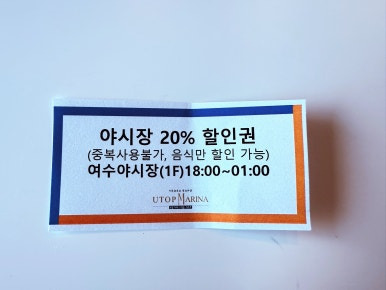 야시장 20% 할인권
(중복사용불가, 음식만 할인 가능)
여수야시장(1F)18:00~01:00
UTOP MARINA